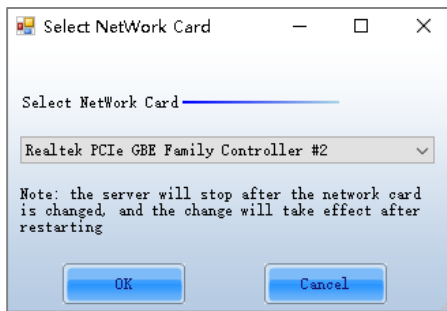 Select NetWork Card
Select NetWork Card
Realtek PCIe GBE Family Controller #2
Note: the server will stop after the network card
is changed, and the change will take effect after
restarting
OK
Cancel